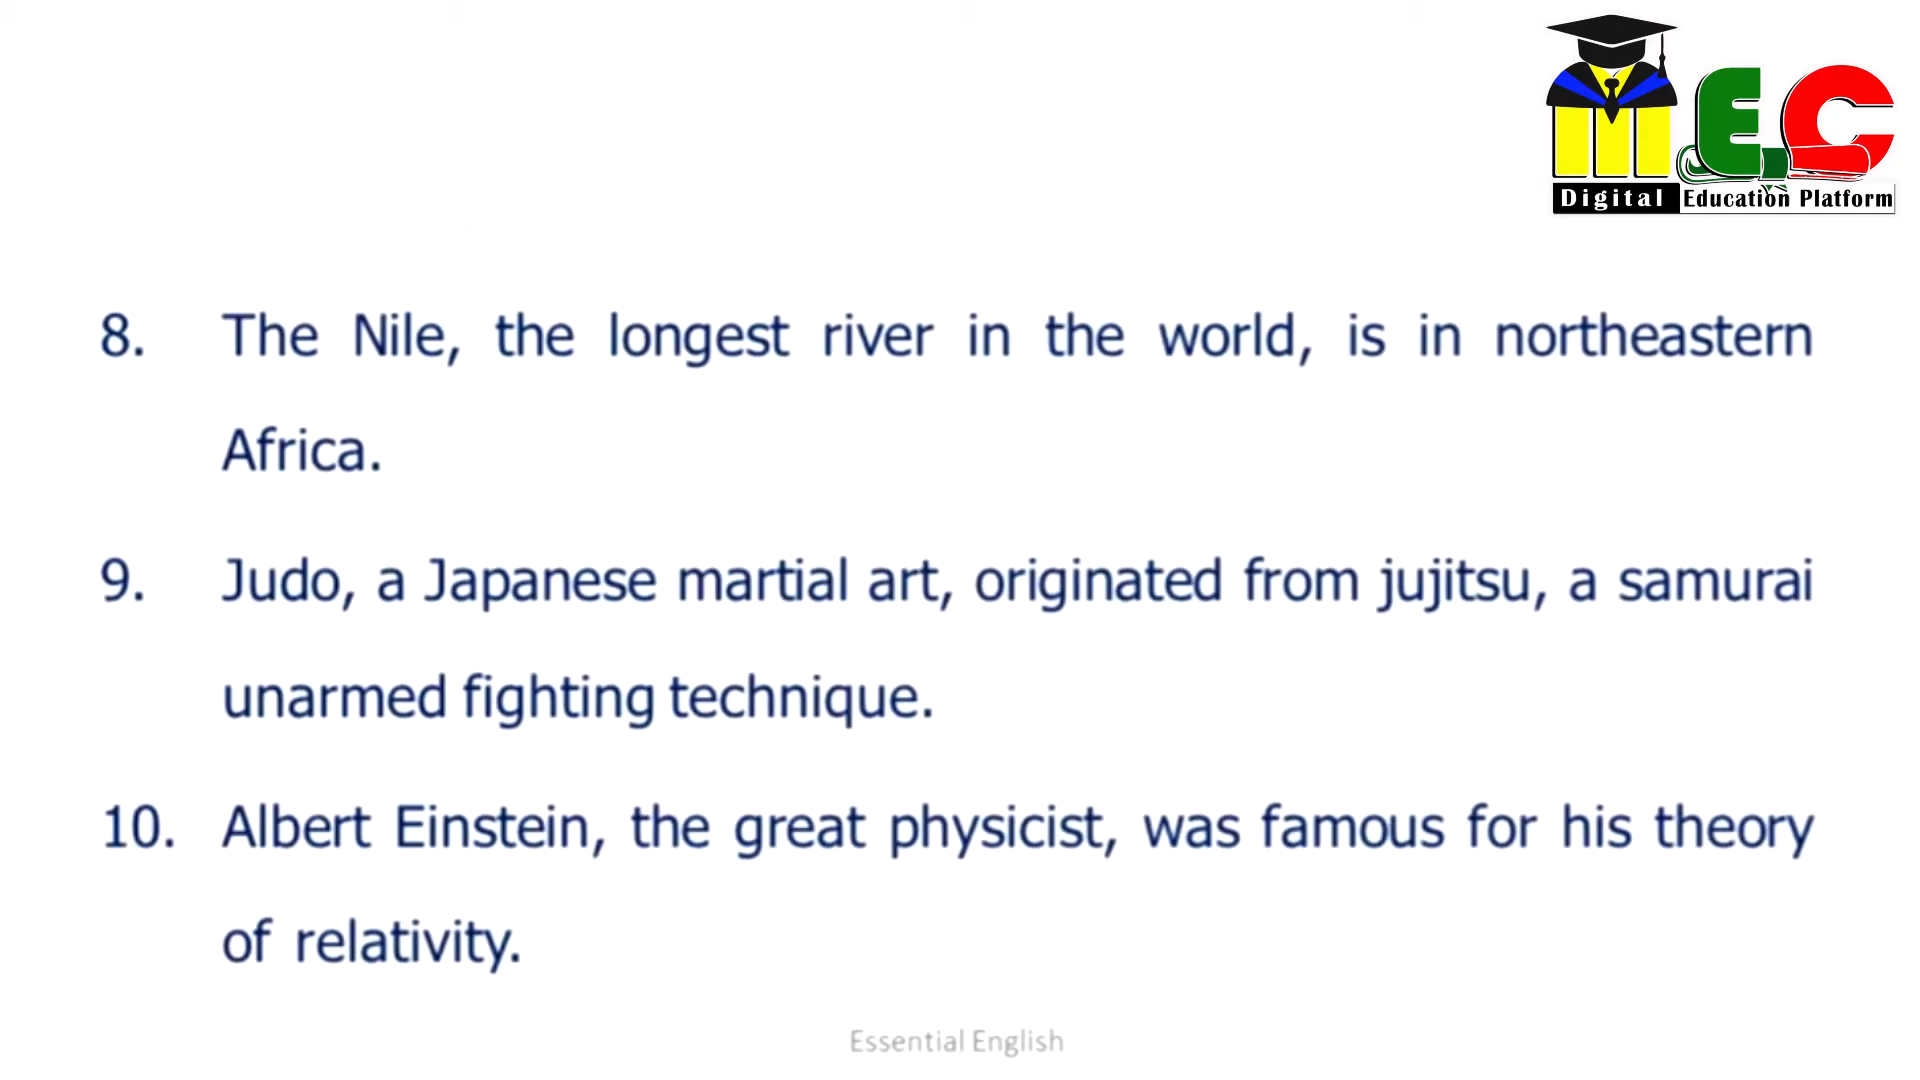 M.E.C
Digital Education Platform
8. The Nile, the longest river in the world, is in northeastern
Africa.
9. Judo, a Japanese martial art, originated from jujitsu, a samurai
unarmed fighting technique.
10. Albert Einstein, the great physicist, was famous for his theory
of relativity.
Essential English